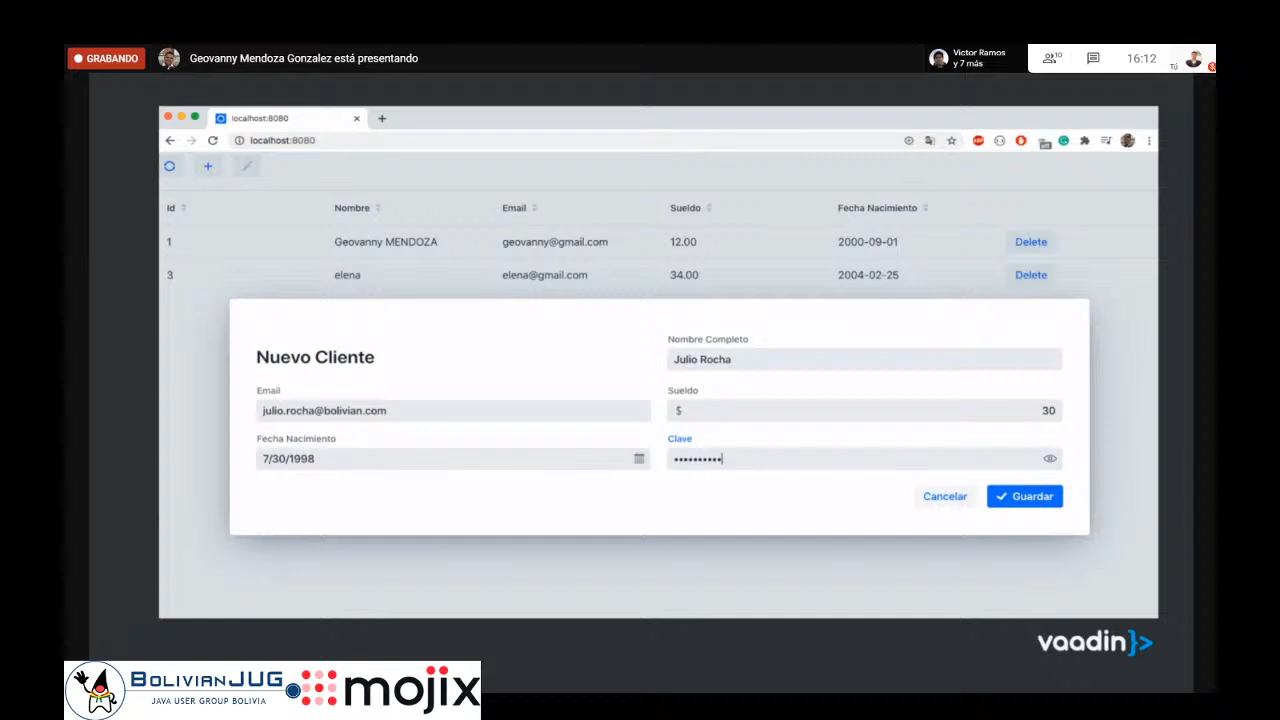 GRABANDO
Geovanny Mendoza Gonzalez está presentando
Victor Ramos
y 7 más
10
16:12
Tú
localhost:8080
localhost:8080
Id
Nombre
Email
Sueldo
Fecha Nacimiento
1
Geovanny MENDOZA
geovanny@gmail.com
12.00
2000-09-01
Delete
3
elena
elena@gmail.com
34.00
2004-02-25
Delete
Nuevo Cliente
Nombre Completo
Julio Rocha
Email
julio.rocha@bolivian.com
Sueldo
$ 30
Fecha Nacimiento
7/30/1998
Clave
••••••••••
Cancelar
Guardar
vaadin}>
BOLIVIANJUG
JAVA USER GROUP BOLIVIA
mojix